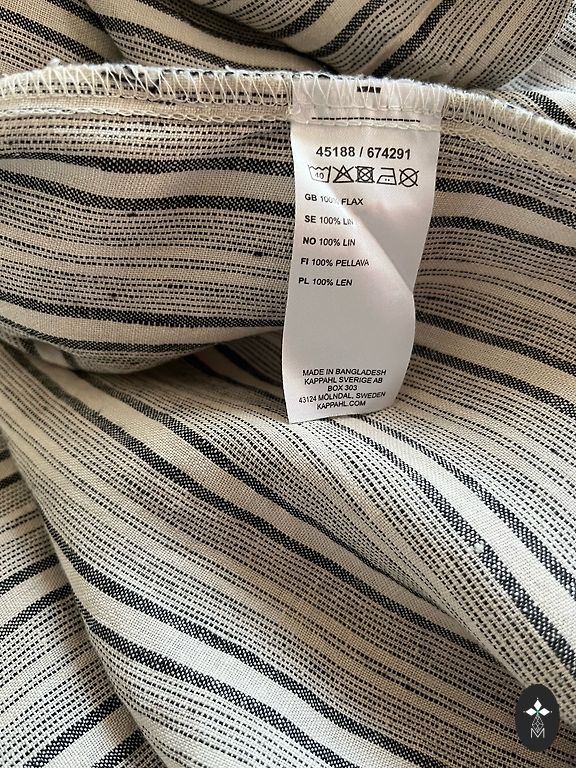 45188 / 674291
40
GB 100% FLAX
SE 100% LIN
NO 100% LIN
FI 100% PELLAVA
PL 100% LEN
MADE IN BANGLADESH
KAPPAHL SVERIGE AB
BOX 303
43124 MÖLNDAL, SWEDEN
KAPPAHL.COM
M